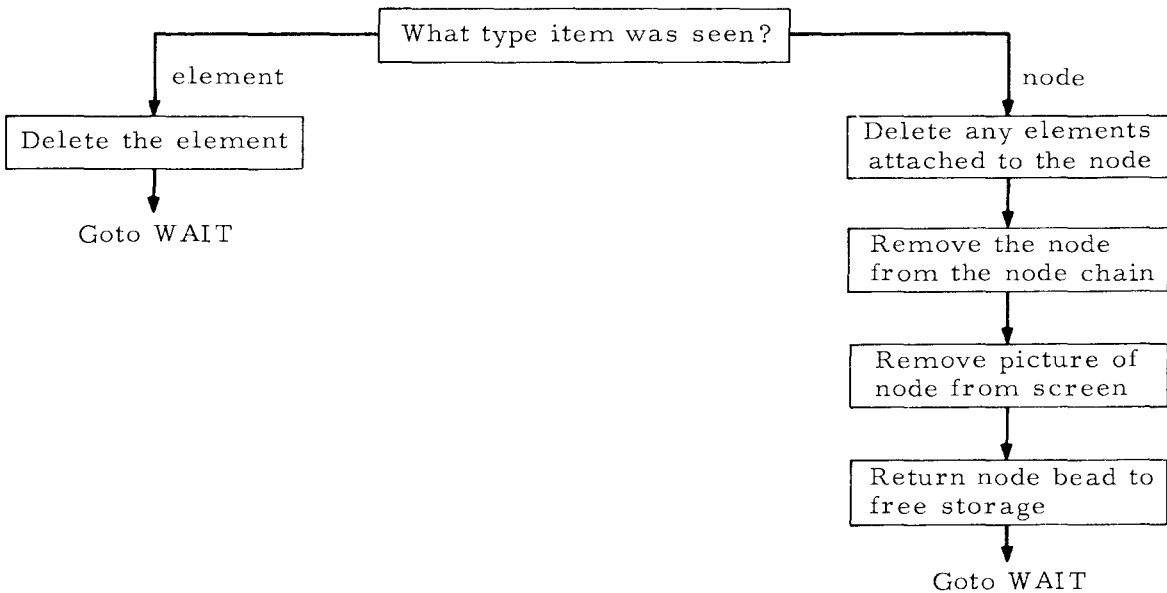 What type item was seen?
element
Delete the element
Goto WAIT
node
Delete any elements
attached to the node
Remove the node
from the node chain
Remove picture of
node from screen
Return node bead to
free storage
Goto WAIT